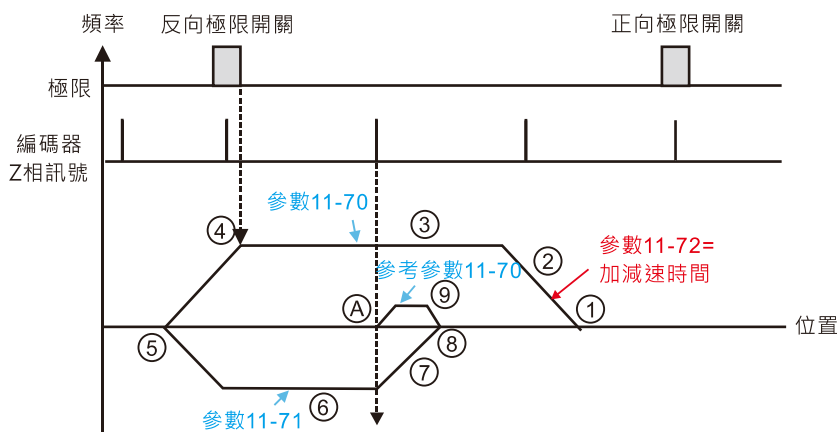 頻率
反向極限開關
正向極限開關
極限
編碼器
Z相訊號
參數11-70
④
③
參數11-72=
加減速時間
②
參考參數11-70
⑨
①
Ⓐ
位置
⑤
⑧
⑦
⑥
參數11-71